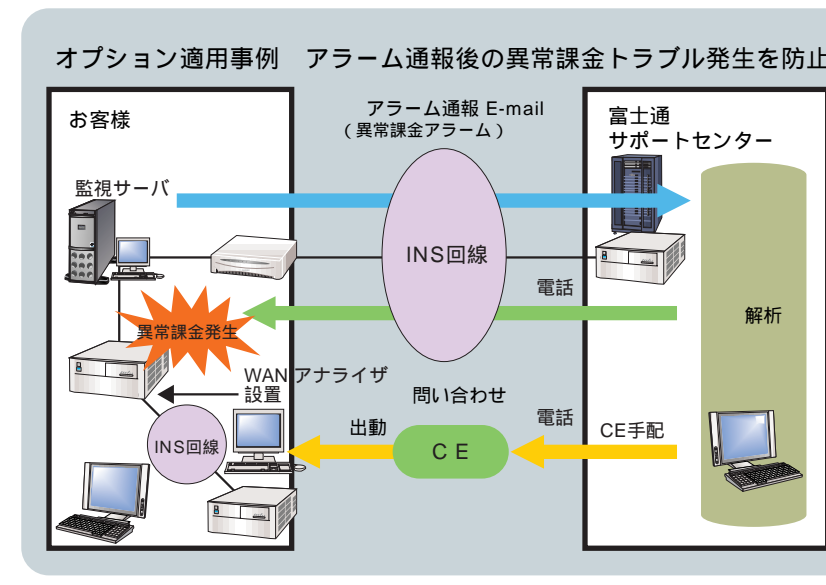 オプション適用事例　アラーム通報後の異常課金トラブル発生を防止
お客様
アラーム通報 E-mail
（異常課金アラーム）
富士通
サポートセンター
監視サーバ
INS回線
電話
異常課金発生
解析
WAN アナライザ
設置
問い合わせ
出動
電話
CE手配
INS回線
ＣＥ